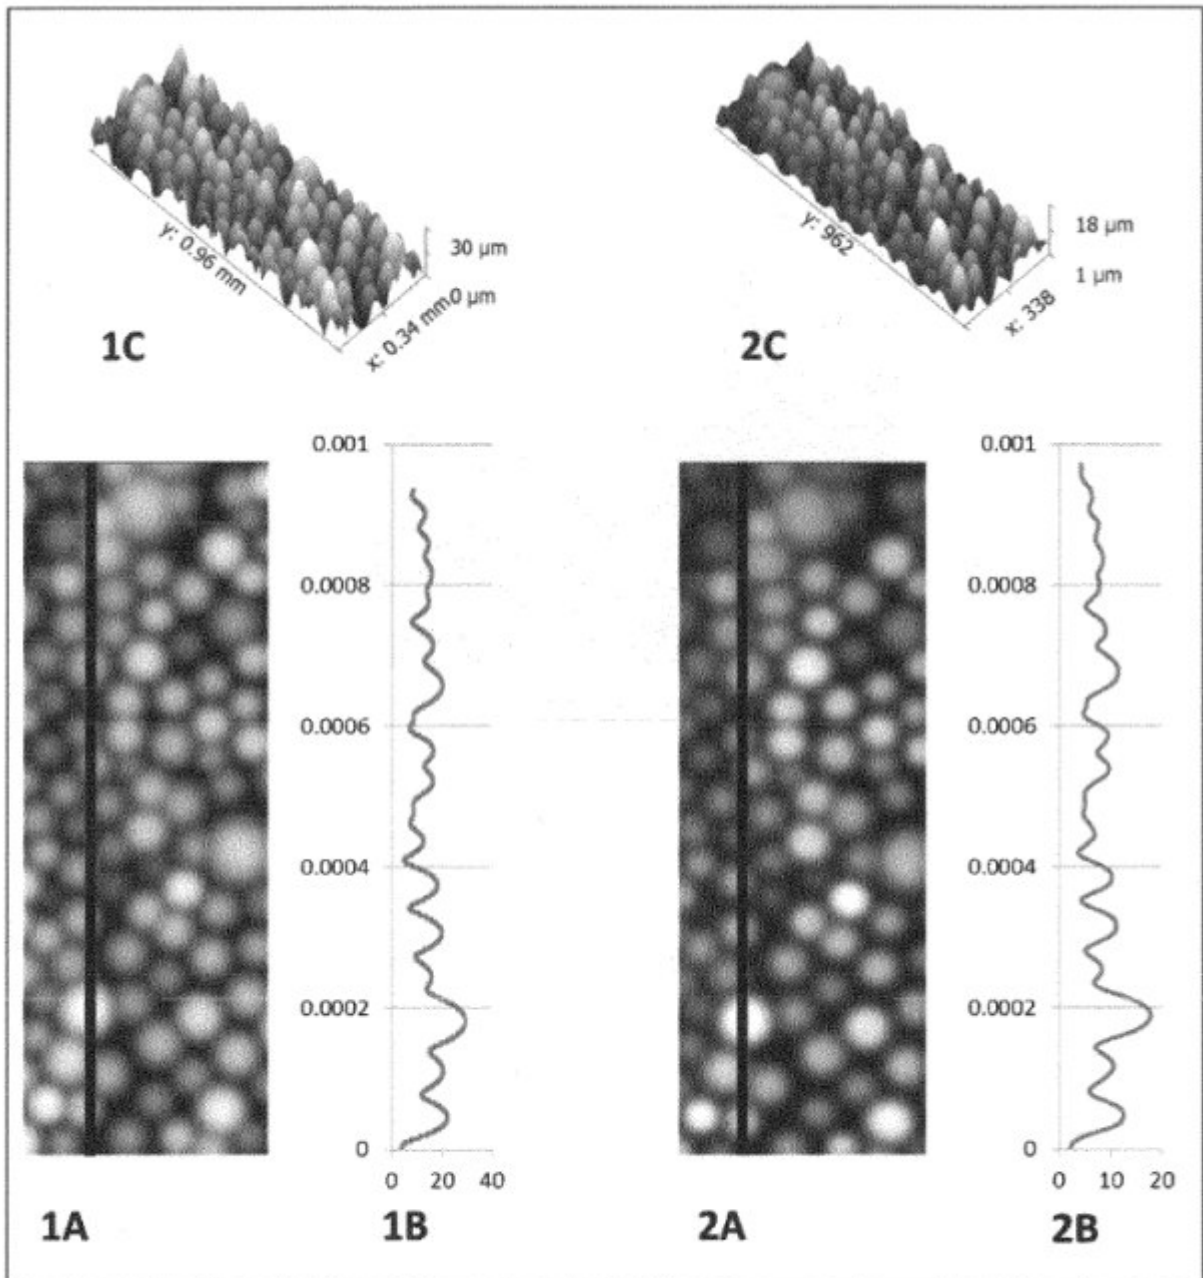 30 µm
0 µm
y: 0.96 mm
x: 0.34 mm
1C
18 µm
1 µm
y: 962
x: 338
2C
0.001
0.0008
0.0006
0.0004
0.0002
0
0 20 40
1A
1B
0.001
0.0008
0.0006
0.0004
0.0002
0
0 10 20
2A
2B